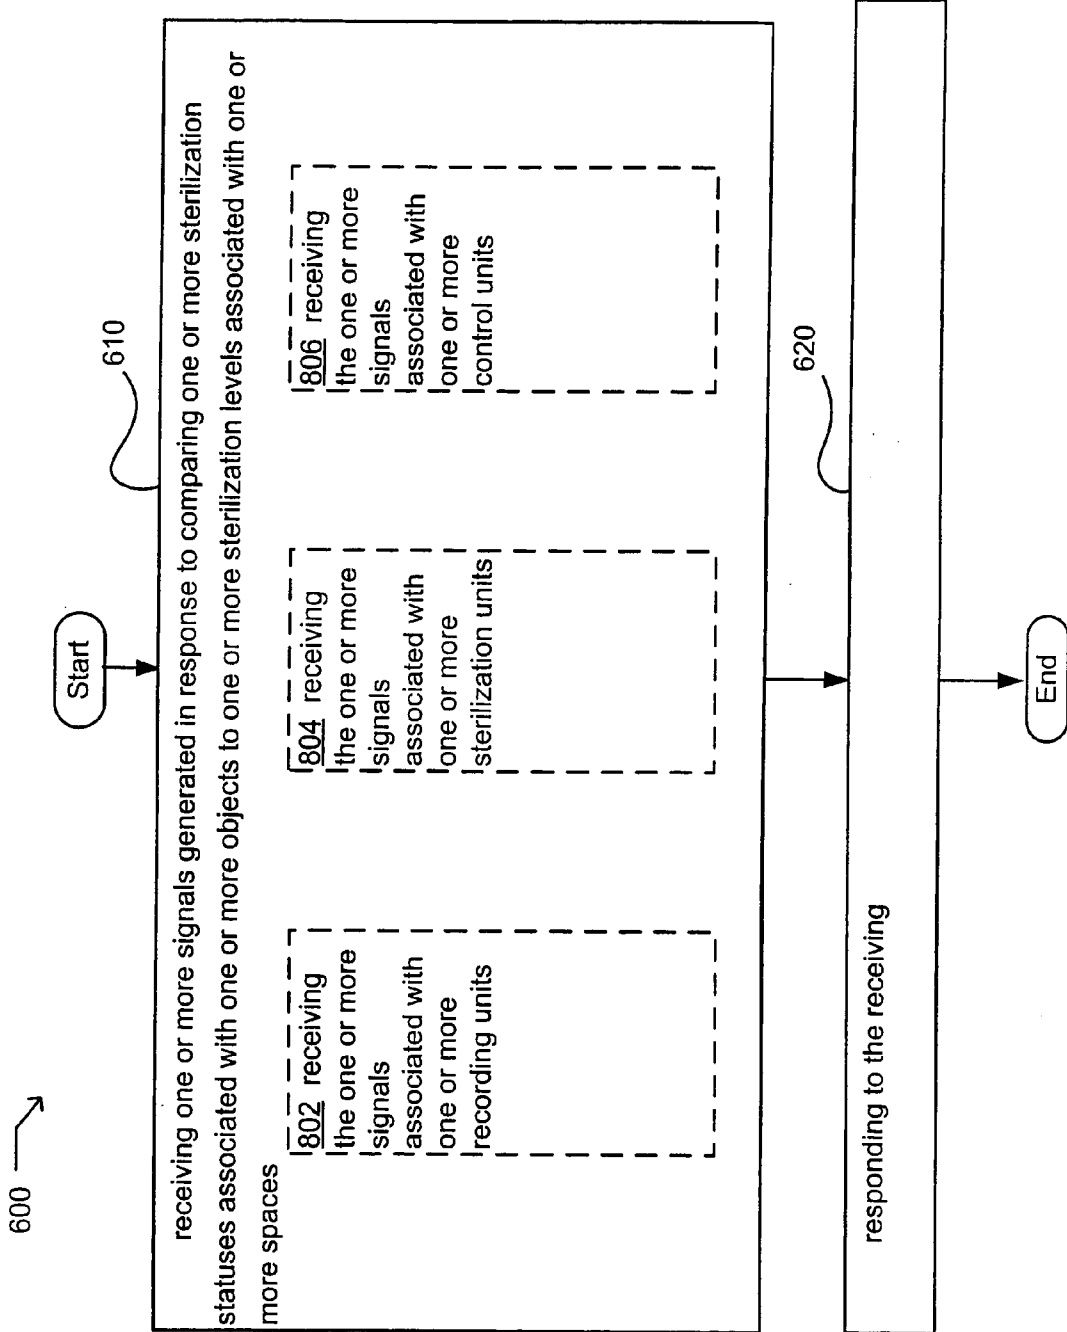 600
Start
610
receiving one or more signals generated in response to comparing one or more sterilization
statuses associated with one or more objects to one or more sterilization levels associated with one or
more spaces
802 receiving
the one or more
signals
associated with
one or more
recording units
804 receiving
the one or more
signals
associated with
one or more
sterilization units
806 receiving
the one or more
signals
associated with
one or more
control units
620
responding to the receiving
End